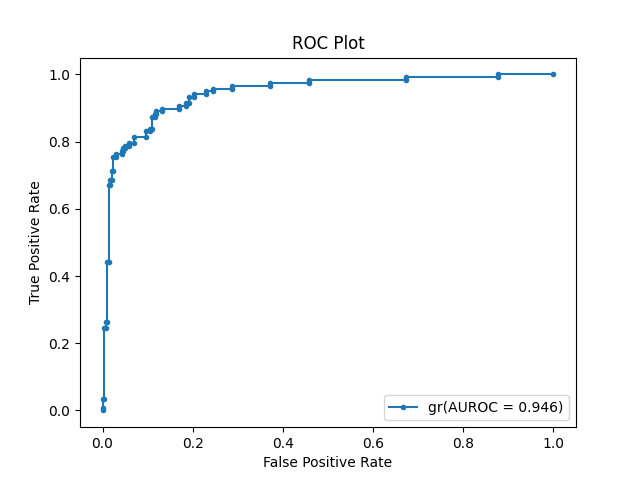 ROC Plot
True Positive Rate
1.0
0.8
0.6
0.4
0.2
0.0
gr(AUROC = 0.946)
0.0 0.2 0.4 0.6 0.8 1.0
False Positive Rate